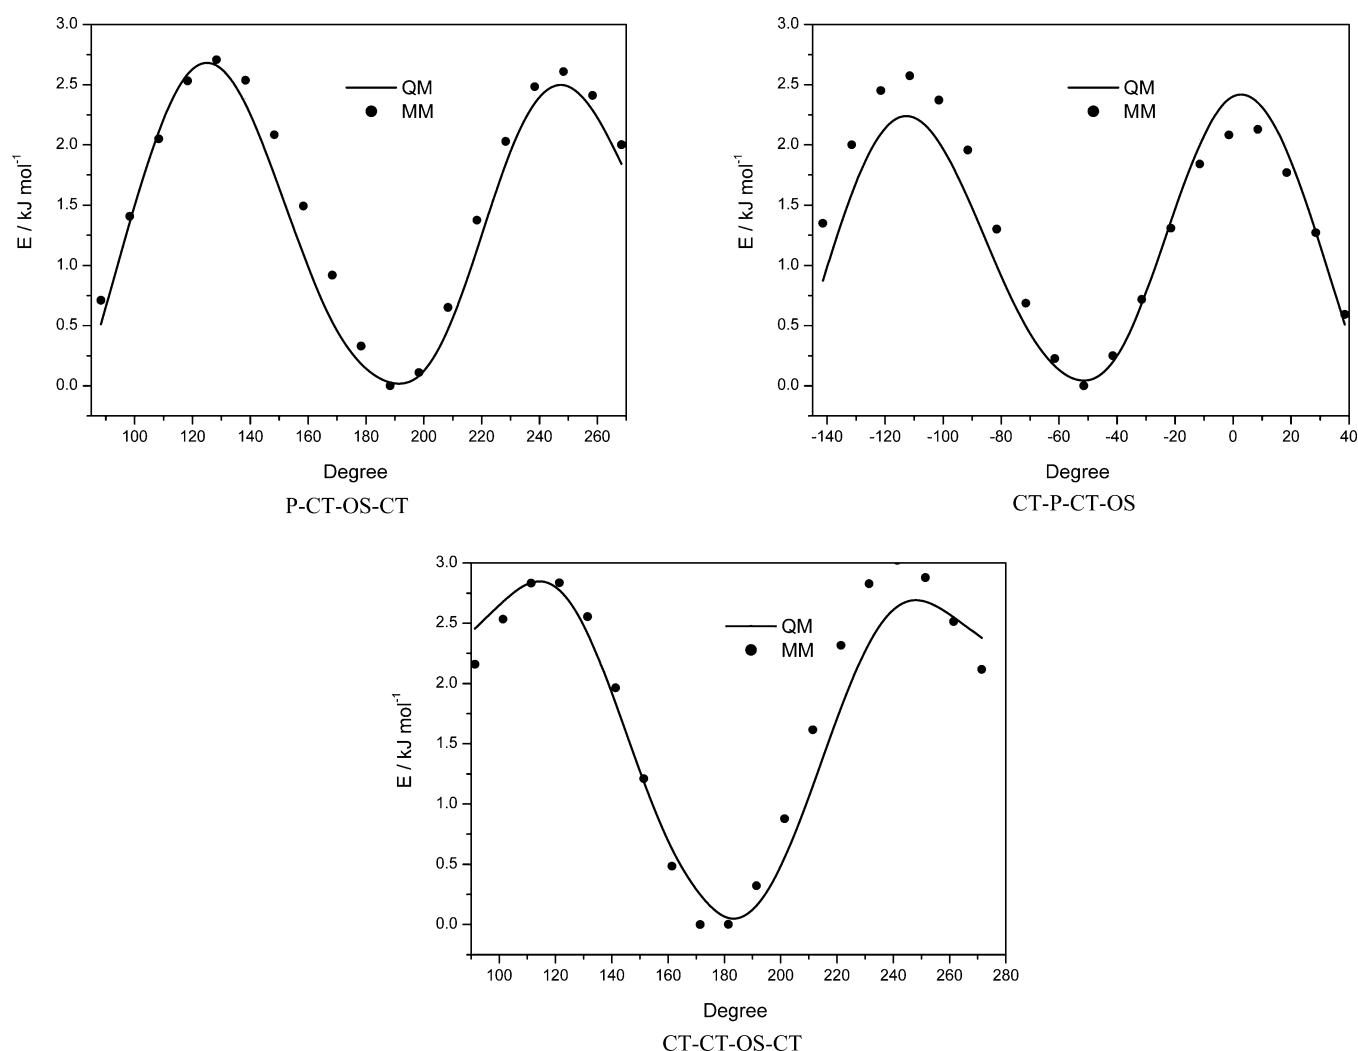 3.0
2.5
2.0
1.5
1.0
0.5
0.0
E / kJ mol⁻¹
QM
MM
100 120 140 160 180 200 220 240 260
Degree
P-CT-OS-CT
3.0
2.5
2.0
1.5
1.0
0.5
0.0
E / kJ mol⁻¹
QM
MM
-140 -120 -100 -80 -60 -40 -20 0 20 40
Degree
CT-P-CT-OS
3.0
2.5
2.0
1.5
1.0
0.5
0.0
E / kJ mol⁻¹
QM
MM
100 120 140 160 180 200 220 240 260 280
Degree
CT-CT-OS-CT